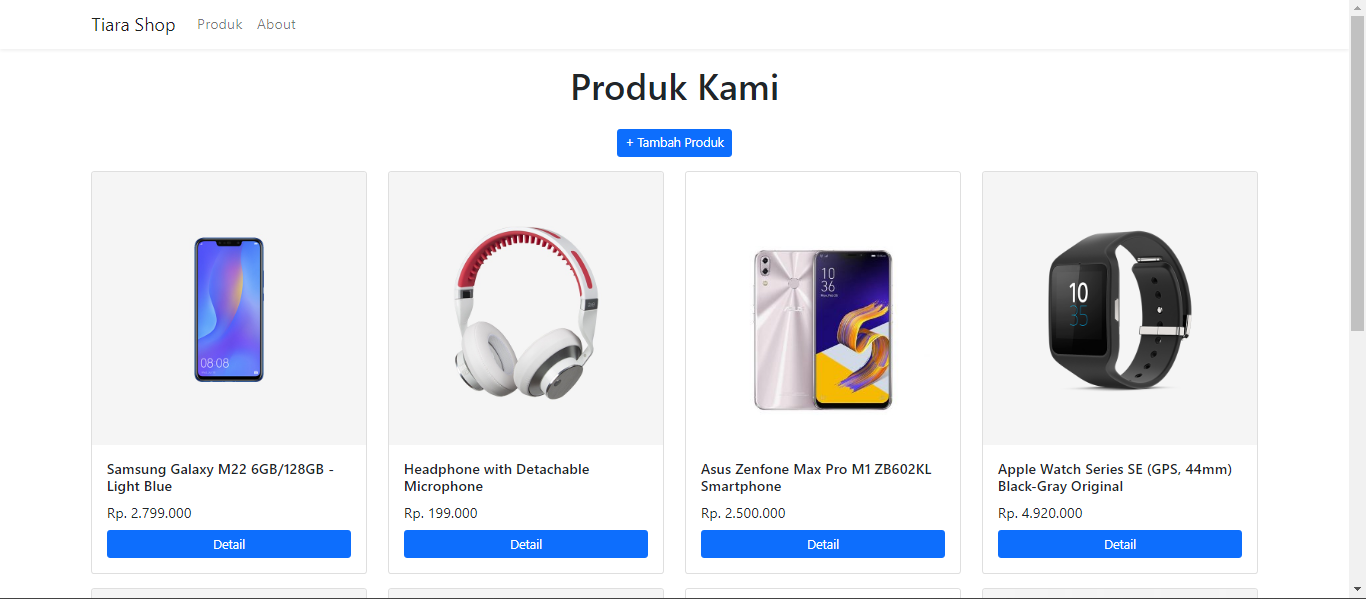 Tiara Shop Produk About
Produk Kami
+ Tambah Produk
08:08
10
36
10
35
Samsung Galaxy M22 6GB/128GB -
Light Blue
Rp. 2.799.000
Detail
Headphone with Detachable
Microphone
Rp. 199.000
Detail
Asus Zenfone Max Pro M1 ZB602KL
Smartphone
Rp. 2.500.000
Detail
Apple Watch Series SE (GPS, 44mm)
Black-Gray Original
Rp. 4.920.000
Detail